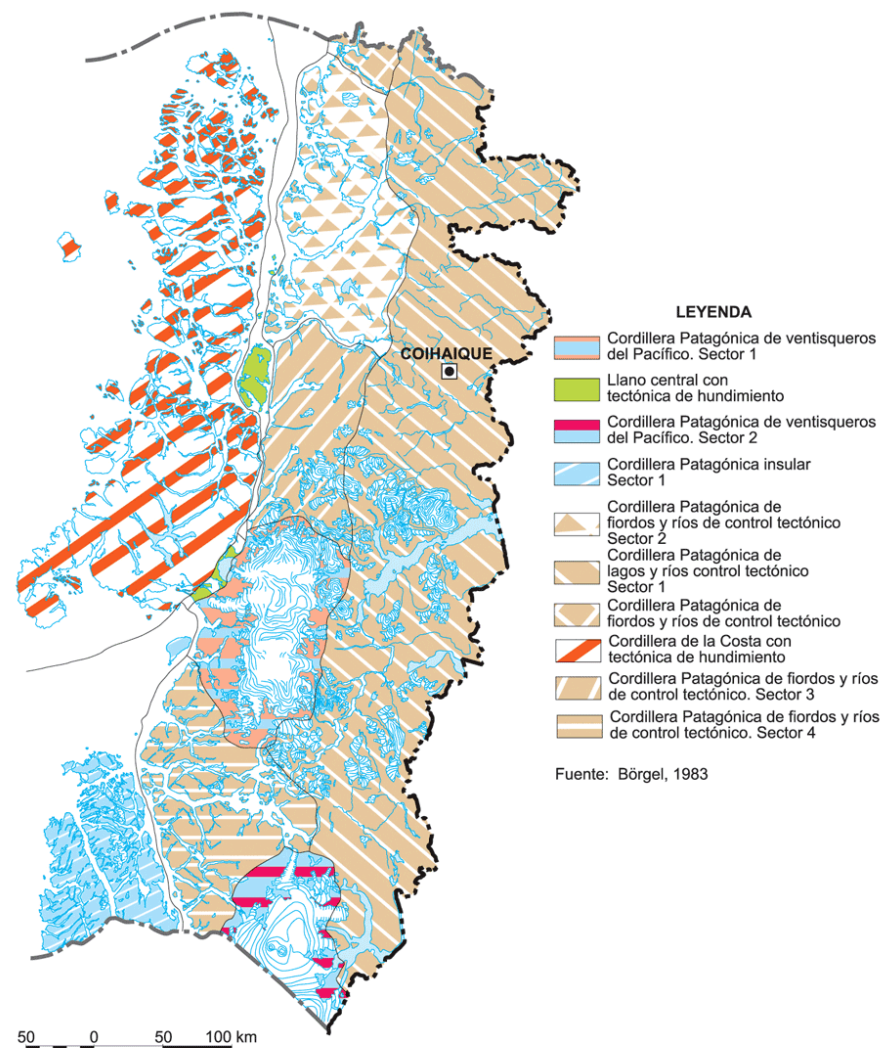 LEYENDA
Cordillera Patagónica de ventisqueros
del Pacífico. Sector 1
COIHAIQUE
Llano central con
tectónica de hundimiento
Cordillera Patagónica de ventisqueros
del Pacífico. Sector 2
Cordillera Patagónica insular
Sector 1
Cordillera Patagónica de
fiordos y ríos de control tectónico
Sector 2
Cordillera Patagónica de
lagos y ríos control tectónico
Sector 1
Cordillera Patagónica de
fiordos y ríos de control tectónico
Cordillera de la Costa con
tectónica de hundimiento
Cordillera Patagónica de fiordos y ríos
de control tectónico. Sector 3
Cordillera Patagónica de fiordos y ríos
de control tectónico. Sector 4
Fuente: Börgel, 1983
50 0 50 100 km